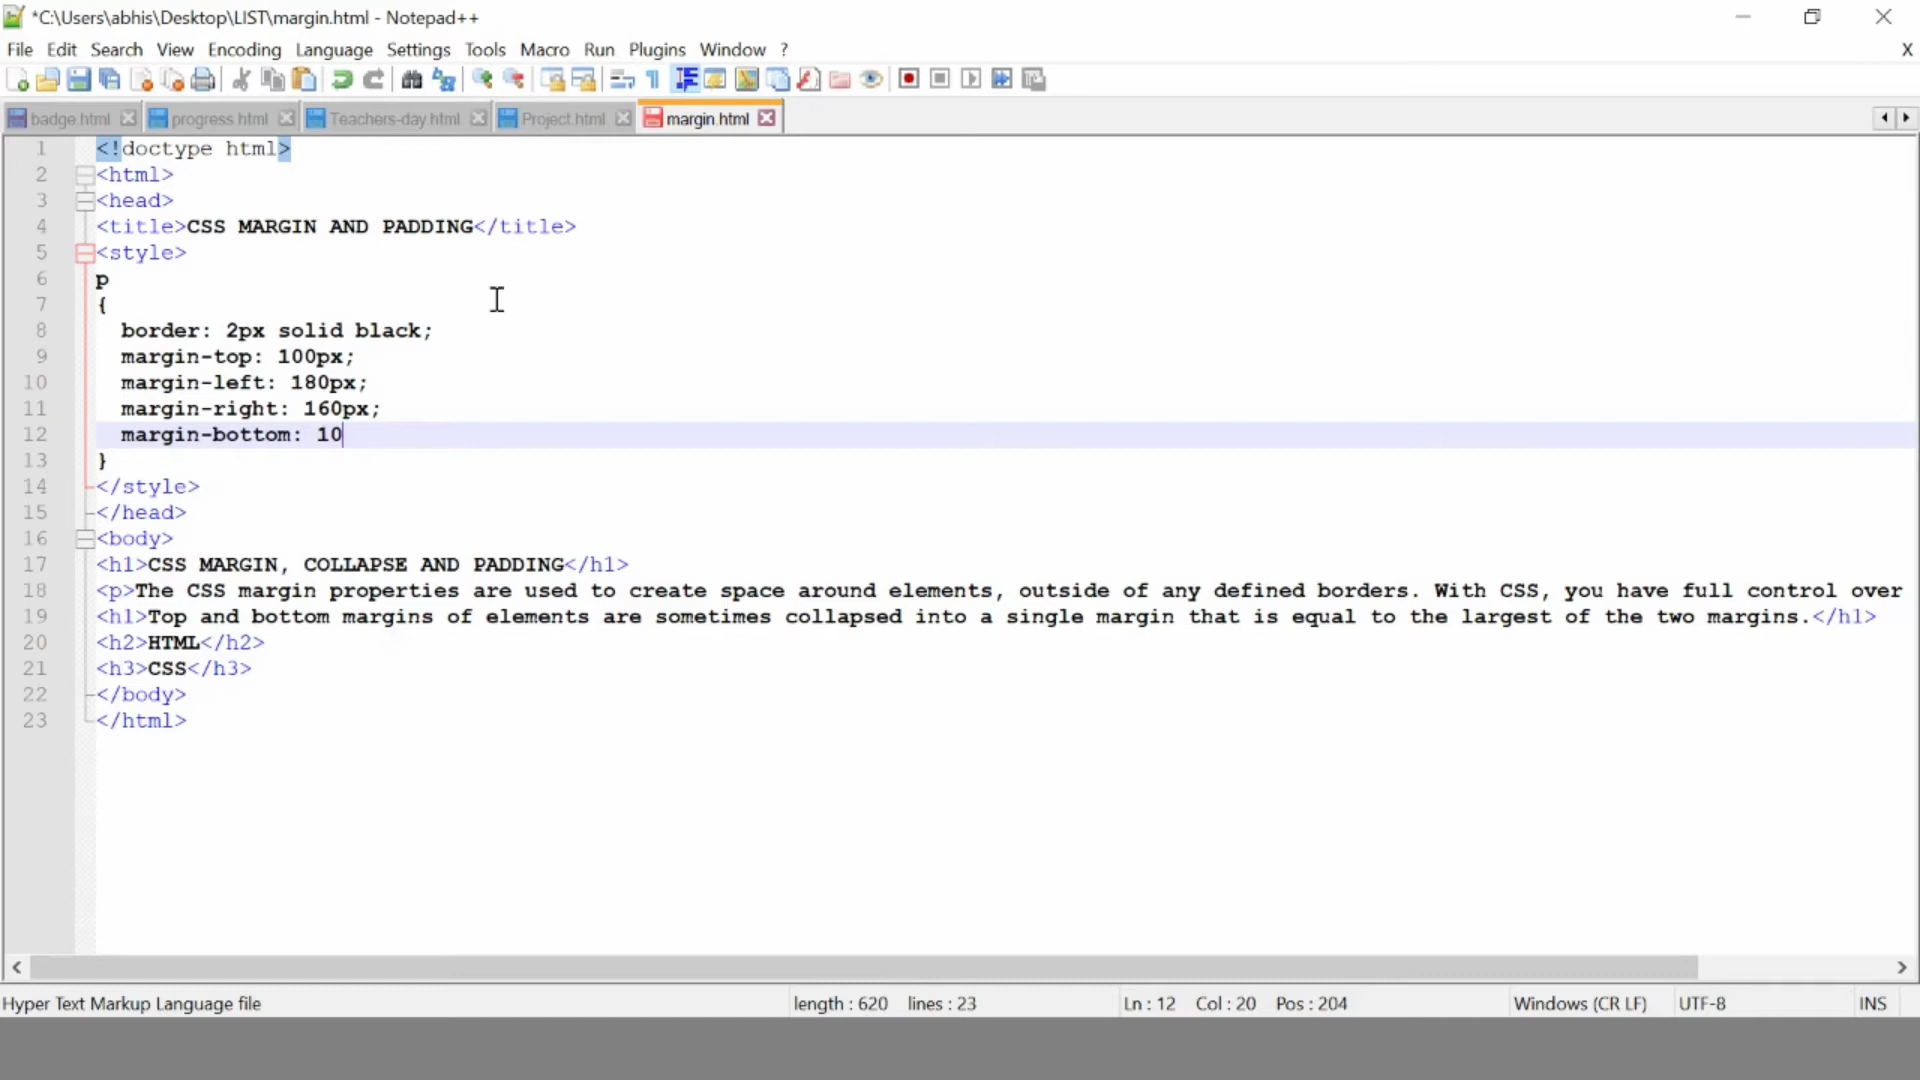 *C:\Users\abhis\Desktop\LIST\margin.html - Notepad++
File Edit Search View Encoding Language Settings Tools Macro Run Plugins Window ?
X
badge.html progress.html Teachers-day.html Project.html margin.html
1 <!doctype html>
2 <html>
3 <head>
4 <title>CSS MARGIN AND PADDING</title>
5 <style>
6 p
7 {
8 border: 2px solid black;
9 margin-top: 100px;
10 margin-left: 180px;
11 margin-right: 160px;
12 margin-bottom: 10
13 }
14 </style>
15 </head>
16 <body>
17 <h1>CSS MARGIN, COLLAPSE AND PADDING</h1>
18 <p>The CSS margin properties are used to create space around elements, outside of any defined borders. With CSS, you have full control over
19 <h1>Top and bottom margins of elements are sometimes collapsed into a single margin that is equal to the largest of the two margins.</h1>
20 <h2>HTML</h2>
21 <h3>CSS</h3>
22 </body>
23 </html>
Hyper Text Markup Language file length : 620 lines : 23 Ln : 12 Col : 20 Pos : 204 Windows (CR LF) UTF-8 INS